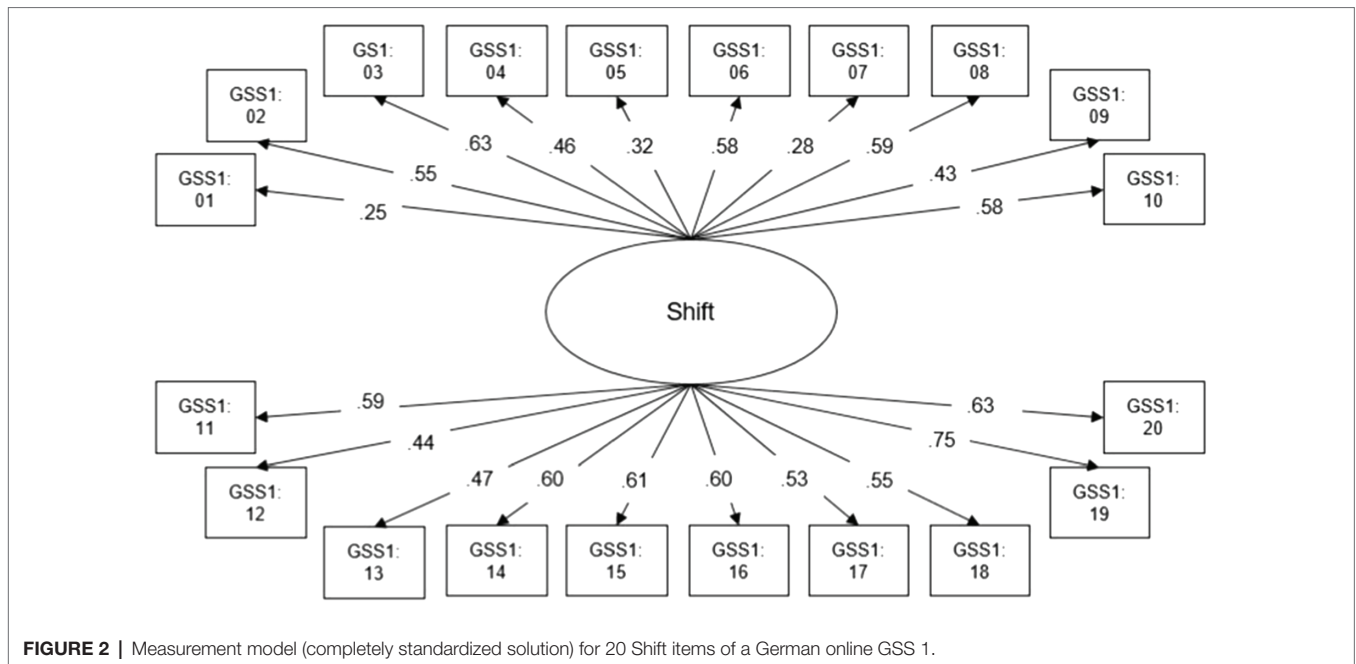 GS1:
03
GSS1:
04
GSS1:
05
GSS1:
06
GSS1:
07
GSS1:
08
GSS1:
02
GSS1:
09
GSS1:
01
GSS1:
10
.63
.46
.32
.58
.28
.59
.55
.43
.25
.58
Shift
.59
.63
.44
.75
.47
.60
.61
.60
.53
.55
GSS1:
11
GSS1:
20
GSS1:
12
GSS1:
19
GSS1:
13
GSS1:
14
GSS1:
15
GSS1:
16
GSS1:
17
GSS1:
18
FIGURE 2 | Measurement model (completely standardized solution) for 20 Shift items of a German online GSS 1.